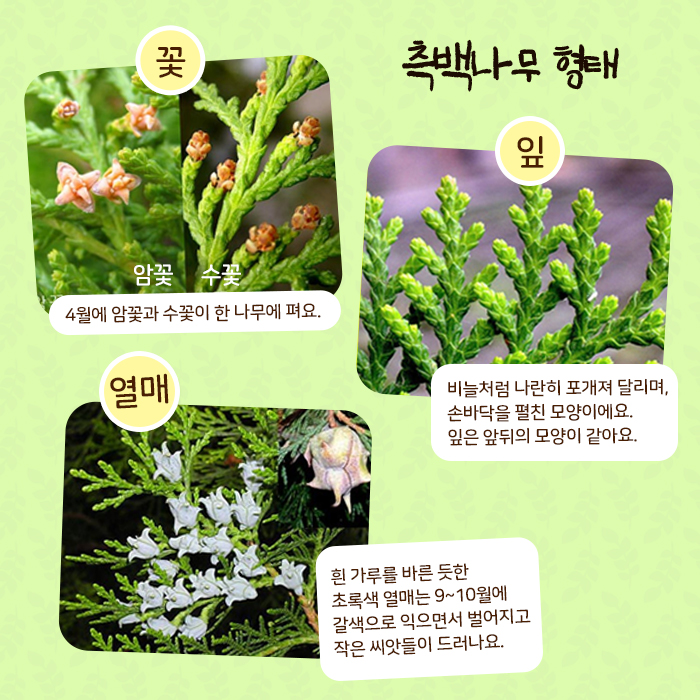 측백나무 형태
꽃
암꽃 수꽃
4월에 암꽃과 수꽃이 한 나무에 펴요.
잎
비늘처럼 나란히 포개져 달리며,
손바닥을 펼친 모양이에요.
잎은 앞뒤의 모양이 같아요.
열매
흰 가루를 바른 듯한
초록색 열매는 9~10월에
갈색으로 익으면서 벌어지고
작은 씨앗들이 드러나요.